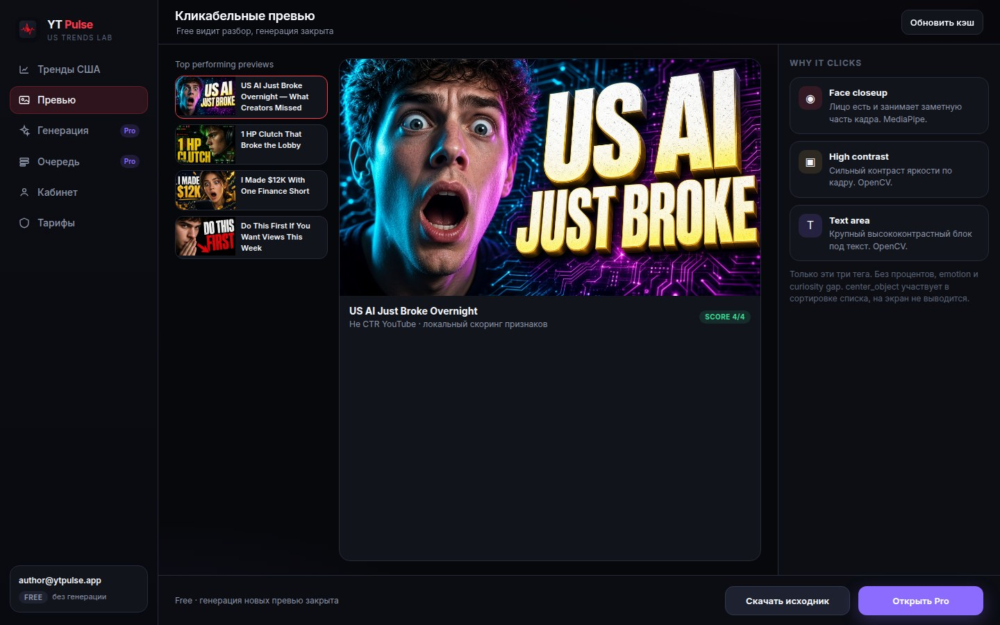 YT Pulse
US TRENDS LAB
Тренды США
Превью
Генерация Pro
Очередь Pro
Кабинет
Тарифы
author@ytpulse.app
FREE без генерации
Кликабельные превью
Free видит разбор, генерация закрыта
Обновить кэш
Top performing previews
US AI
JUST BROKE
US AI Just Broke
Overnight — What
Creators Missed
1 HP
CLUTCH
1 HP Clutch That
Broke the Lobby
I MADE
$12K
I Made $12K With
One Finance Short
DO THIS
FIRST
Do This First If You
Want Views This
Week
US AI
JUST BROKE
US AI Just Broke Overnight
Не CTR YouTube · локальный скоринг признаков
SCORE 4/4
WHY IT CLICKS
Face closeup
Лицо есть и занимает заметную
часть кадра. MediaPipe.
High contrast
Сильный контраст яркости по
кадру. OpenCV.
T
Text area
Крупный высококонтрастный блок
под текст. OpenCV.
Только эти три тега. Без процентов, emotion и
curiosity gap. center_object участвует в
сортировке списка, на экран не выводится.
Free · генерация новых превью закрыта
Скачать исходник
Открыть Pro